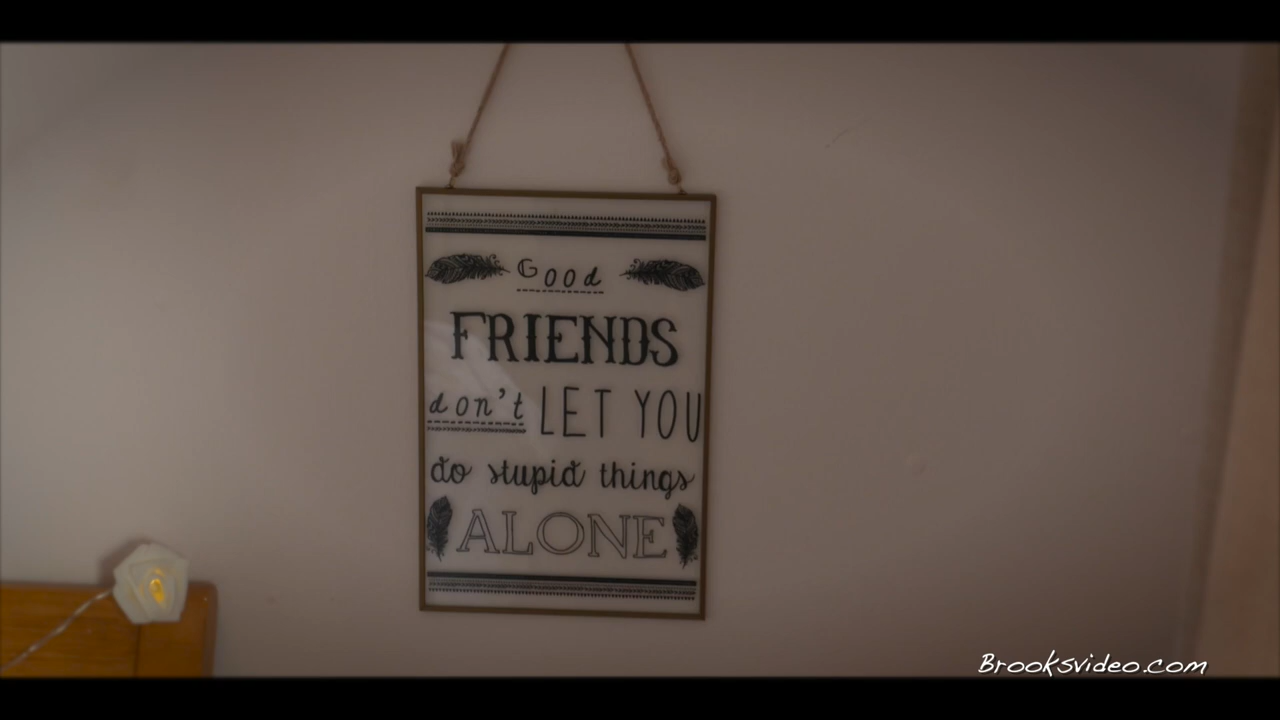 Good
FRIENDS
don't LET YOU
do stupid things
ALONE
Brooksvideo.com